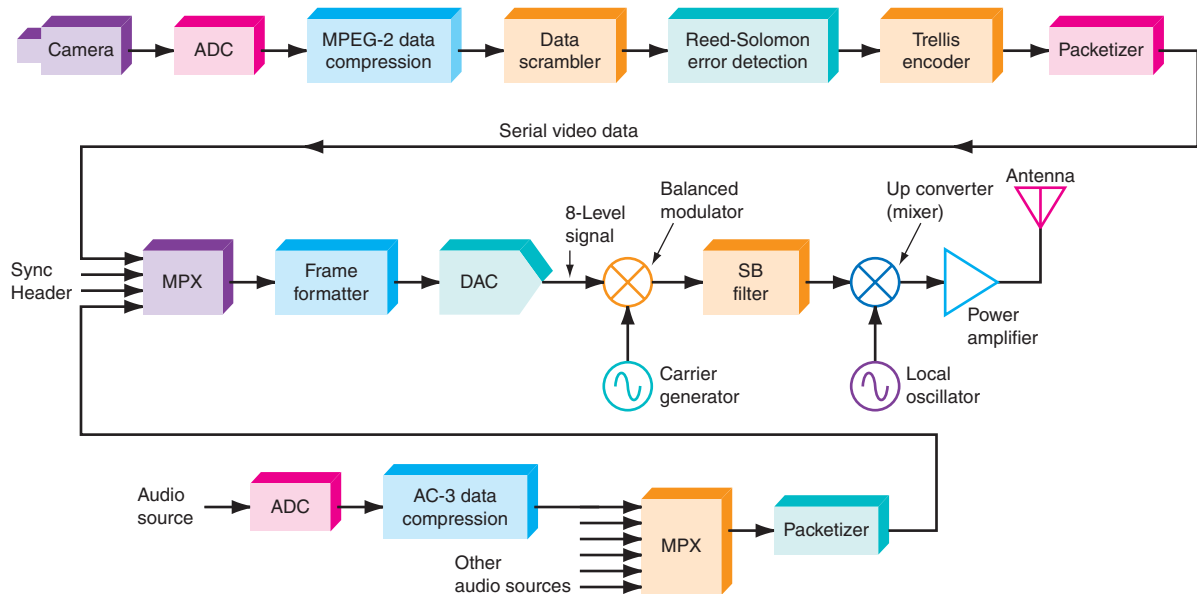 Camera
ADC
MPEG-2 data
compression
Data
scrambler
Reed-Solomon
error detection
Trellis
encoder
Packetizer
Serial video data
Antenna
Up converter
(mixer)
Balanced
modulator
8-Level
signal
Sync
Header
MPX
Frame
formatter
DAC
SB
filter
Power
amplifier
Carrier
generator
Local
oscillator
Audio
source
ADC
AC-3 data
compression
Other
audio sources
MPX
Packetizer